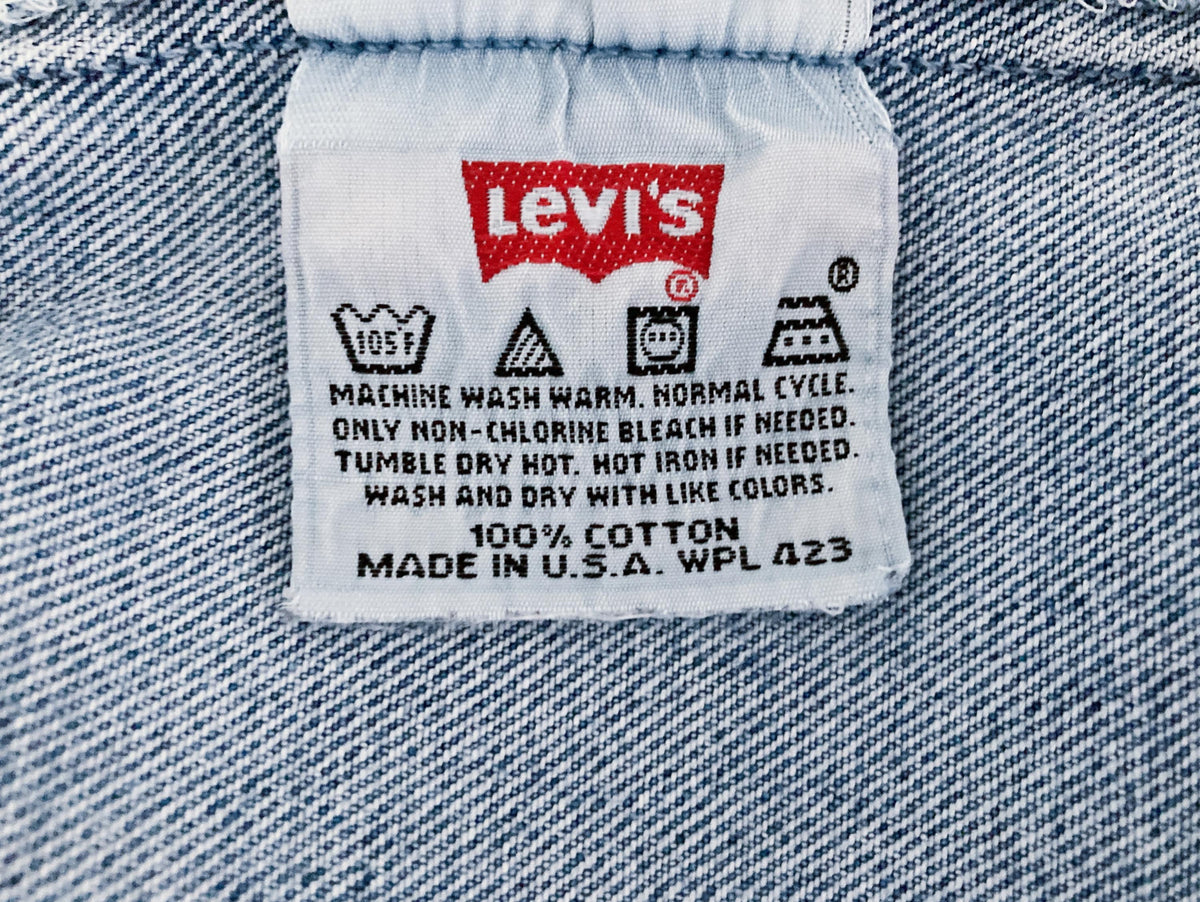 Levi's
®
®
105F
MACHINE WASH WARM. NORMAL CYCLE.
ONLY NON-CHLORINE BLEACH IF NEEDED.
TUMBLE DRY HOT. HOT IRON IF NEEDED.
WASH AND DRY WITH LIKE COLORS.
100% COTTON
MADE IN U.S.A. WPL 423